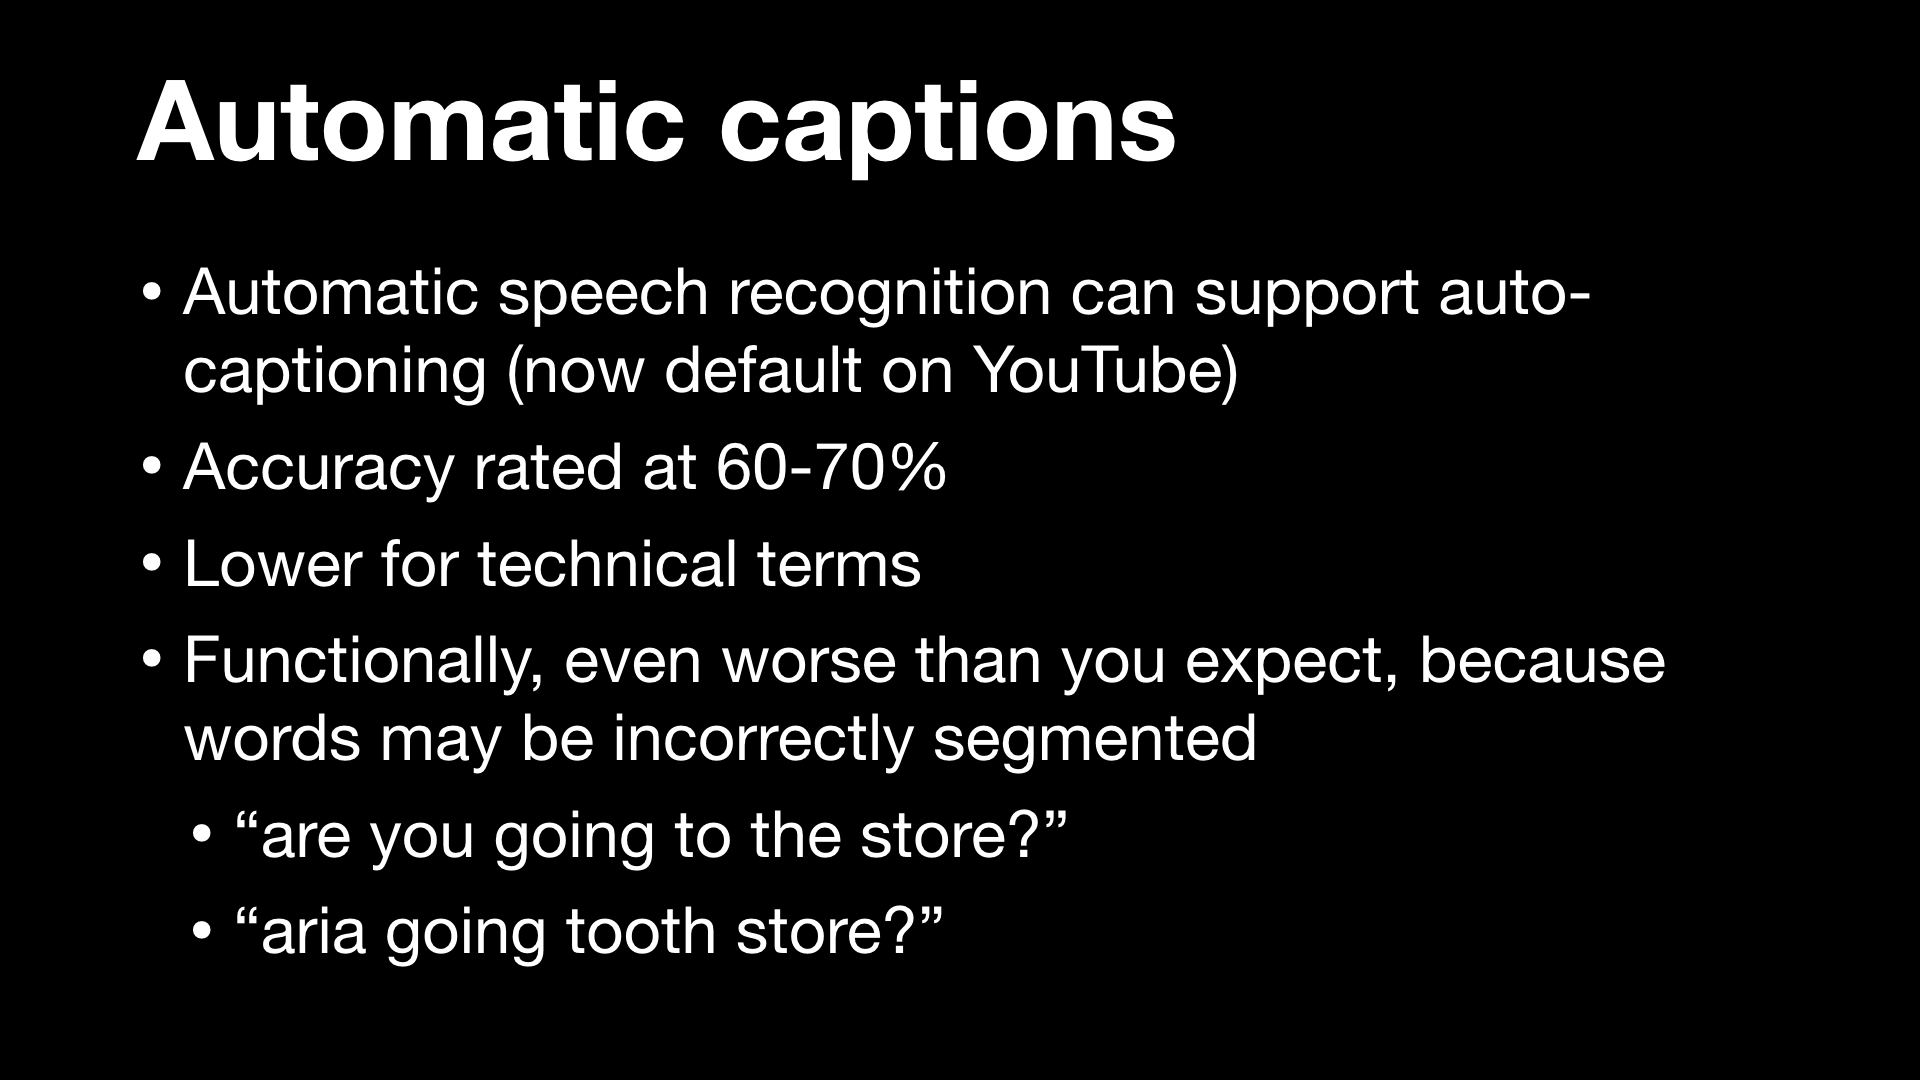 Automatic captions
• Automatic speech recognition can support auto-
captioning (now default on YouTube)
• Accuracy rated at 60-70%
• Lower for technical terms
• Functionally, even worse than you expect, because
words may be incorrectly segmented
• “are you going to the store?”
• “aria going tooth store?”